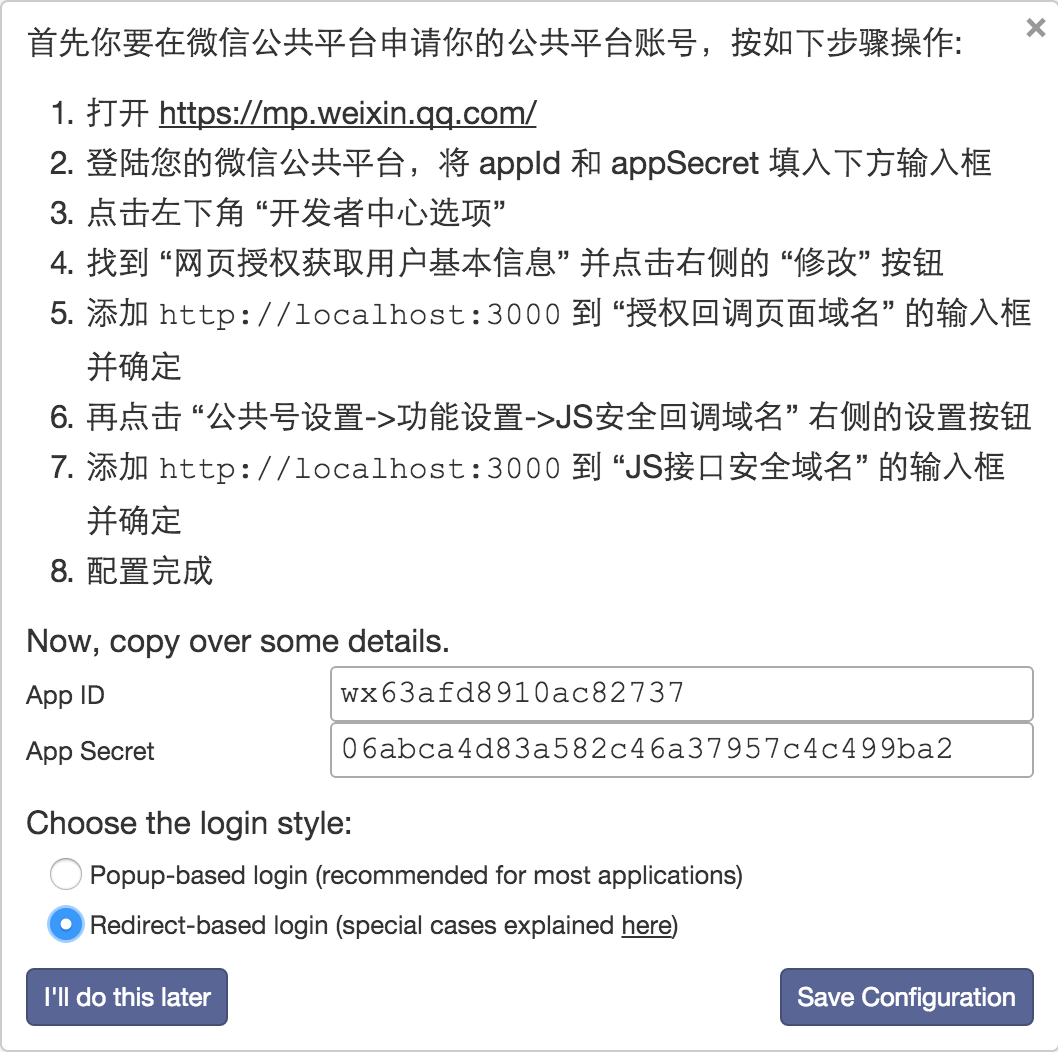 首先你要在微信公共平台申请你的公共平台账号，按如下步骤操作:
1. 打开 https://mp.weixin.qq.com/
2. 登陆您的微信公共平台，将 appId 和 appSecret 填入下方输入框
3. 点击左下角 “开发者中心选项”
4. 找到 “网页授权获取用户基本信息” 并点击右侧的 “修改” 按钮
5. 添加 http://localhost:3000 到 “授权回调页面域名” 的输入框
并确定
6. 再点击 “公共号设置->功能设置->JS安全回调域名” 右侧的设置按钮
7. 添加 http://localhost:3000 到 “JS接口安全域名” 的输入框
并确定
8. 配置完成
Now, copy over some details.
App ID wx63afd8910ac82737
App Secret 06abca4d83a582c46a37957c4c499ba2
Choose the login style:
Popup-based login (recommended for most applications)
Redirect-based login (special cases explained here)
I'll do this later Save Configuration